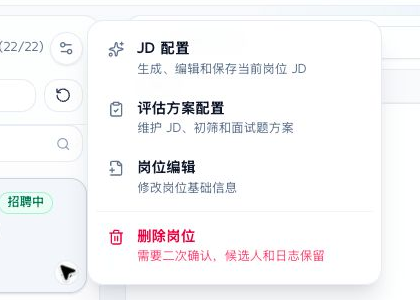 (22/22)
JD 配置
生成、编辑和保存当前岗位 JD
评估方案配置
维护 JD、初筛和面试题方案
岗位编辑
修改岗位基础信息
招聘中
删除岗位
需要二次确认、候选人和日志保留